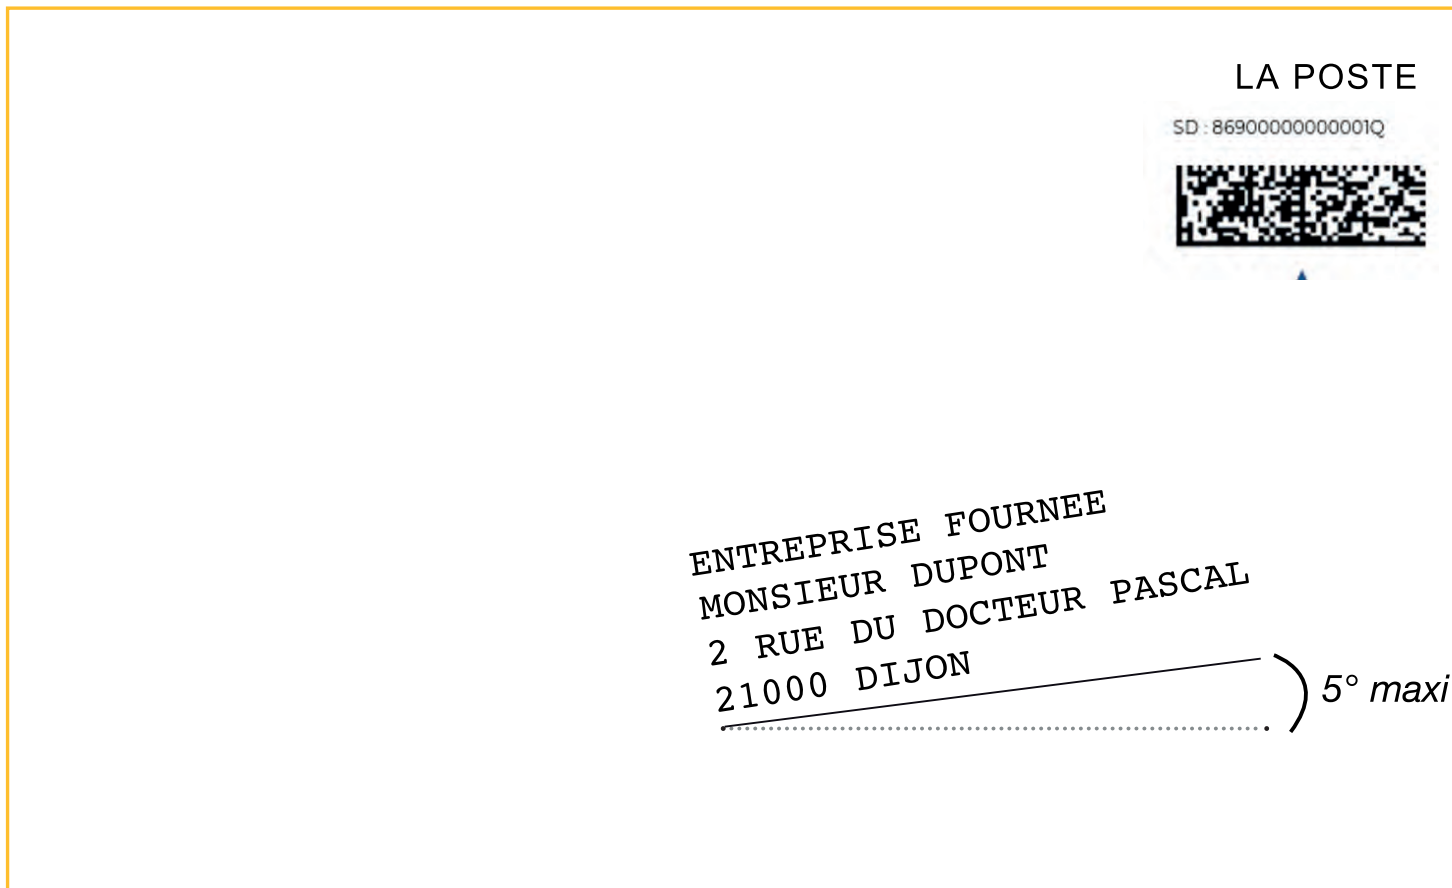 LA POSTE
SD : 86900000000001Q
ENTREPRISE FOURNEE
MONSIEUR DUPONT
2 RUE DU DOCTEUR PASCAL
21000 DIJON
5° maxi